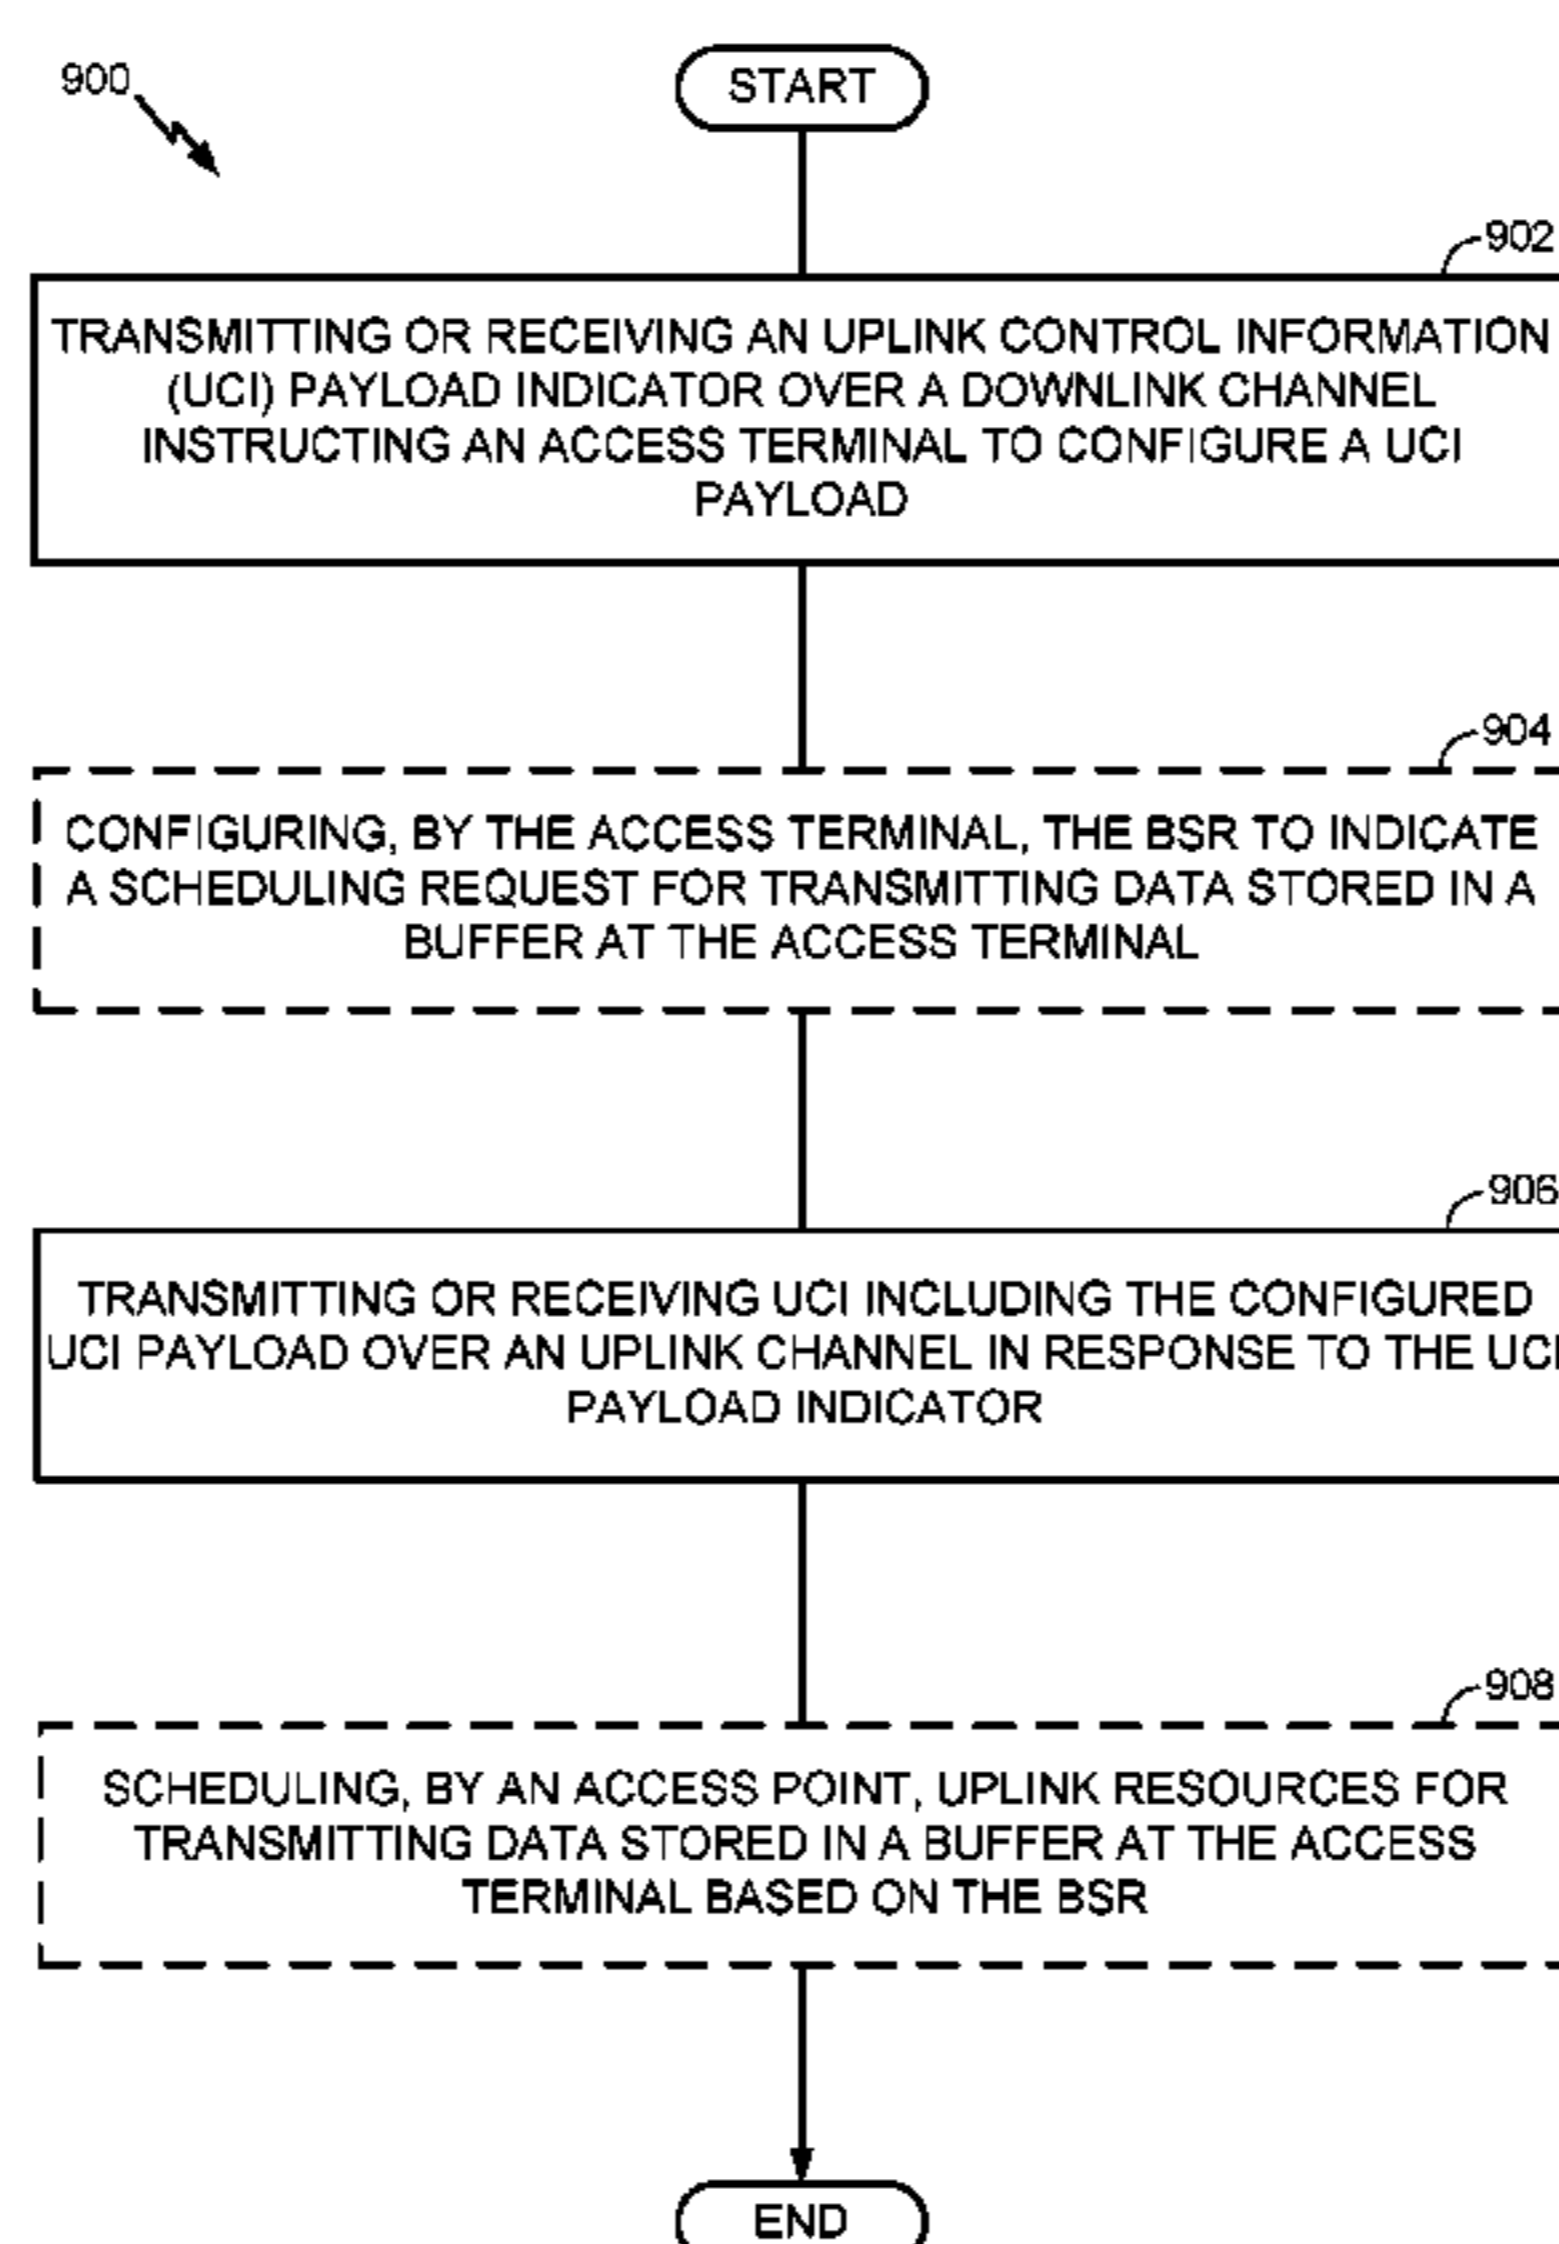 900
START
902
TRANSMITTING OR RECEIVING AN UPLINK CONTROL INFORMATION
(UCI) PAYLOAD INDICATOR OVER A DOWNLINK CHANNEL
INSTRUCTING AN ACCESS TERMINAL TO CONFIGURE A UCI
PAYLOAD
904
CONFIGURING, BY THE ACCESS TERMINAL, THE BSR TO INDICATE
A SCHEDULING REQUEST FOR TRANSMITTING DATA STORED IN A
BUFFER AT THE ACCESS TERMINAL
906
TRANSMITTING OR RECEIVING UCI INCLUDING THE CONFIGURED
UCI PAYLOAD OVER AN UPLINK CHANNEL IN RESPONSE TO THE UCI
PAYLOAD INDICATOR
908
SCHEDULING, BY AN ACCESS POINT, UPLINK RESOURCES FOR
TRANSMITTING DATA STORED IN A BUFFER AT THE ACCESS
TERMINAL BASED ON THE BSR
END